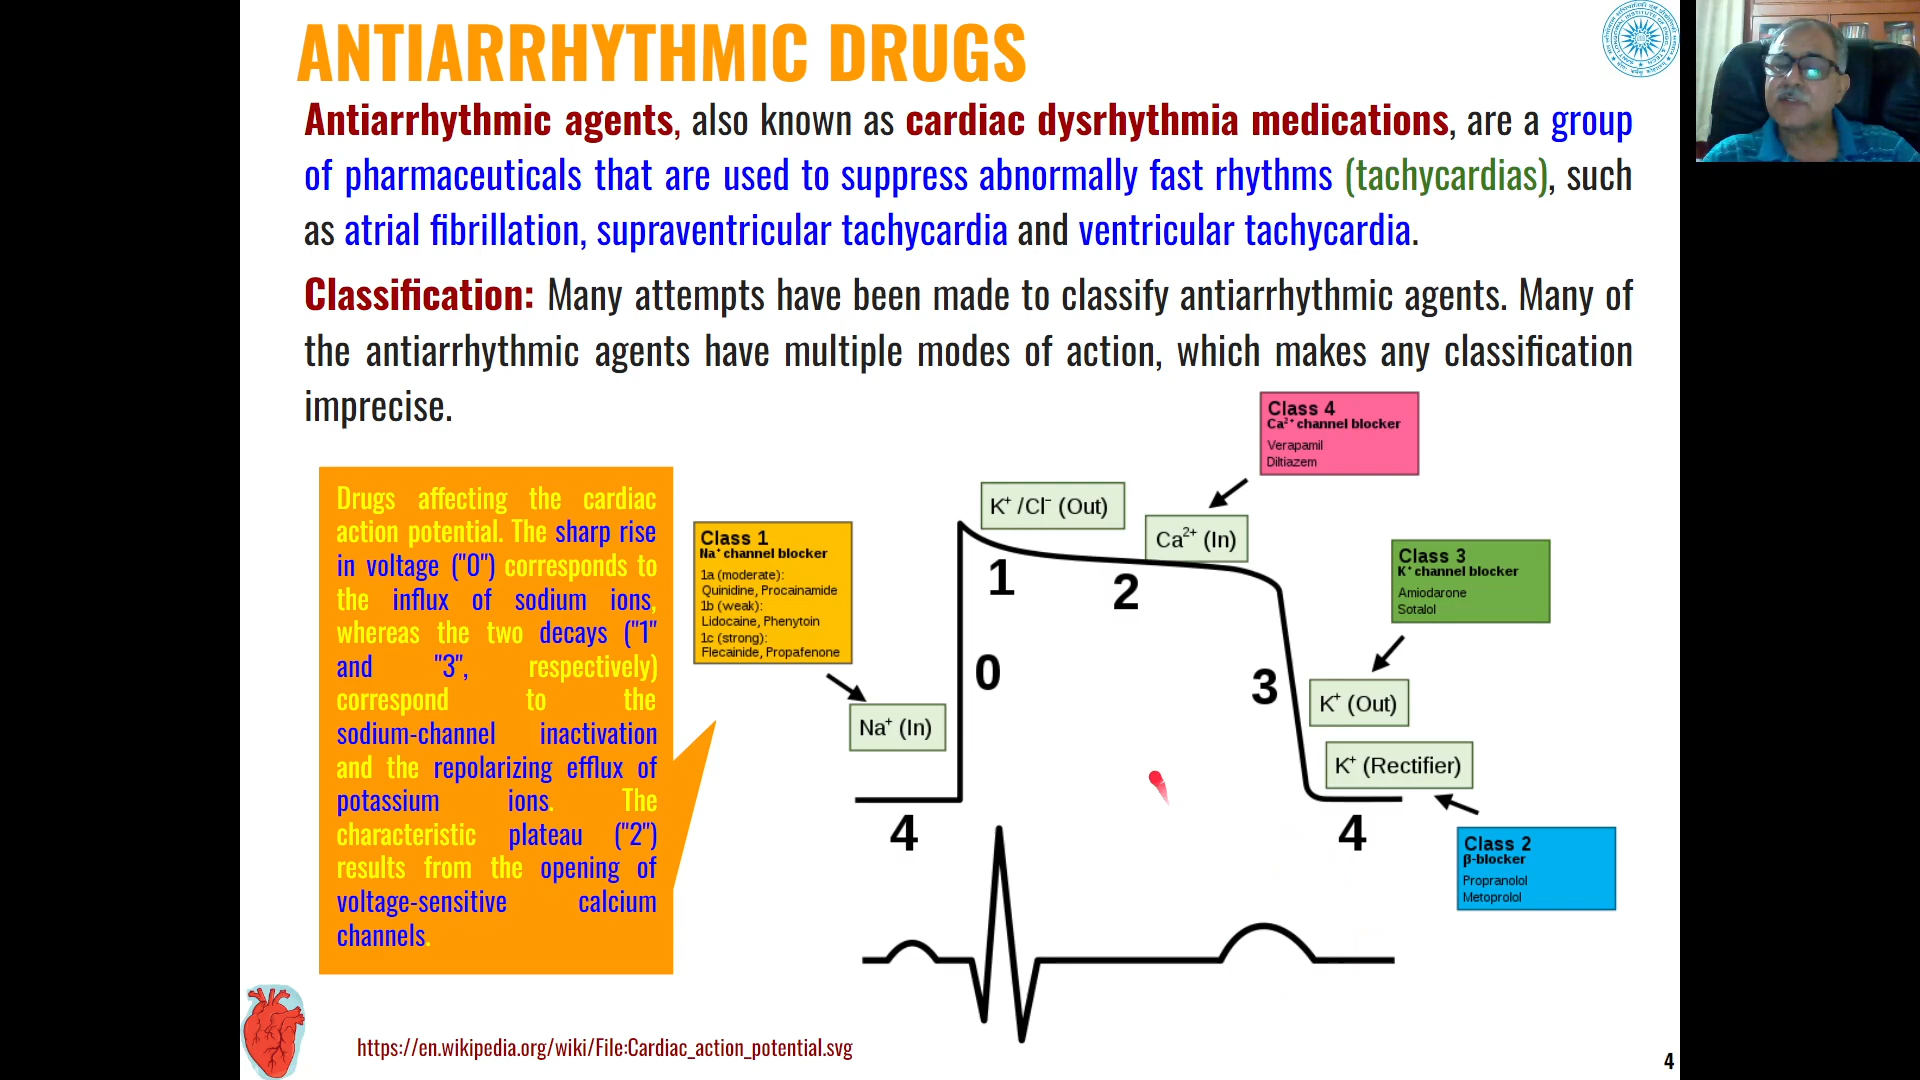 ANTIARRHYTHMIC DRUGS
Antiarrhythmic agents, also known as cardiac dysrhythmia medications, are a group
of pharmaceuticals that are used to suppress abnormally fast rhythms (tachycardias), such
as atrial fibrillation, supraventricular tachycardia and ventricular tachycardia.
Classification: Many attempts have been made to classify antiarrhythmic agents. Many of
the antiarrhythmic agents have multiple modes of action, which makes any classification
imprecise.
Drugs affecting the cardiac
action potential. The sharp rise
in voltage ("0") corresponds to
the influx of sodium ions,
whereas the two decays ("1"
and "3", respectively)
correspond to the
sodium-channel inactivation
and the repolarizing efflux of
potassium ions. The
characteristic plateau ("2")
results from the opening of
voltage-sensitive calcium
channels.
Class 1
Na⁺ channel blocker
1a (moderate):
Quinidine, Procainamide
1b (weak):
Lidocaine, Phenytoin
1c (strong):
Flecainide, Propafenone
Na⁺ (In)
K⁺ /Cl⁻ (Out)
Ca²⁺ (In)
Class 4
Ca²⁺ channel blocker
Verapamil
Diltiazem
Class 3
K⁺ channel blocker
Amiodarone
Sotalol
K⁺ (Out)
K⁺ (Rectifier)
Class 2
β-blocker
Propranolol
Metoprolol
4
0
1
2
3
4
https://en.wikipedia.org/wiki/File:Cardiac_action_potential.svg
4